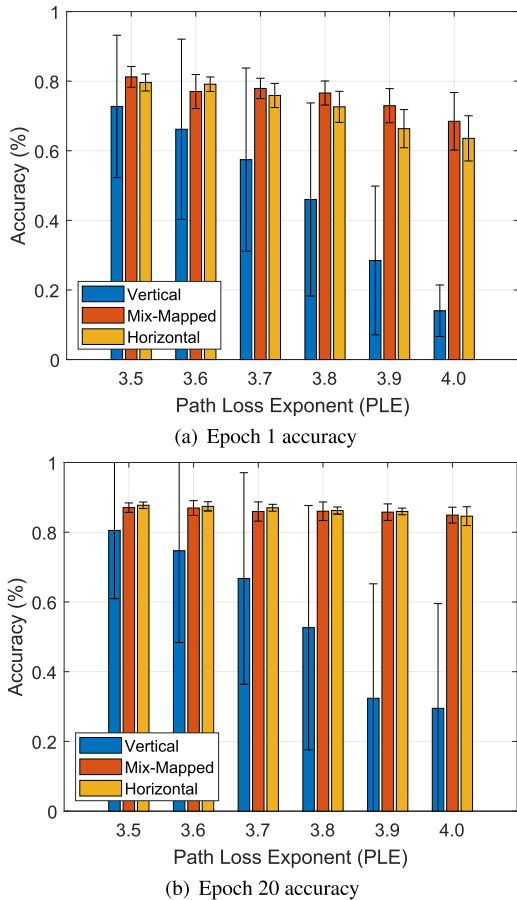 1
0.8
0.6
0.4
0.2
0
Accuracy (%)
Vertical
Mix-Mapped
Horizontal
3.5 3.6 3.7 3.8 3.9 4.0
Path Loss Exponent (PLE)
(a) Epoch 1 accuracy
1
0.8
0.6
0.4
0.2
0
Accuracy (%)
Vertical
Mix-Mapped
Horizontal
3.5 3.6 3.7 3.8 3.9 4.0
Path Loss Exponent (PLE)
(b) Epoch 20 accuracy